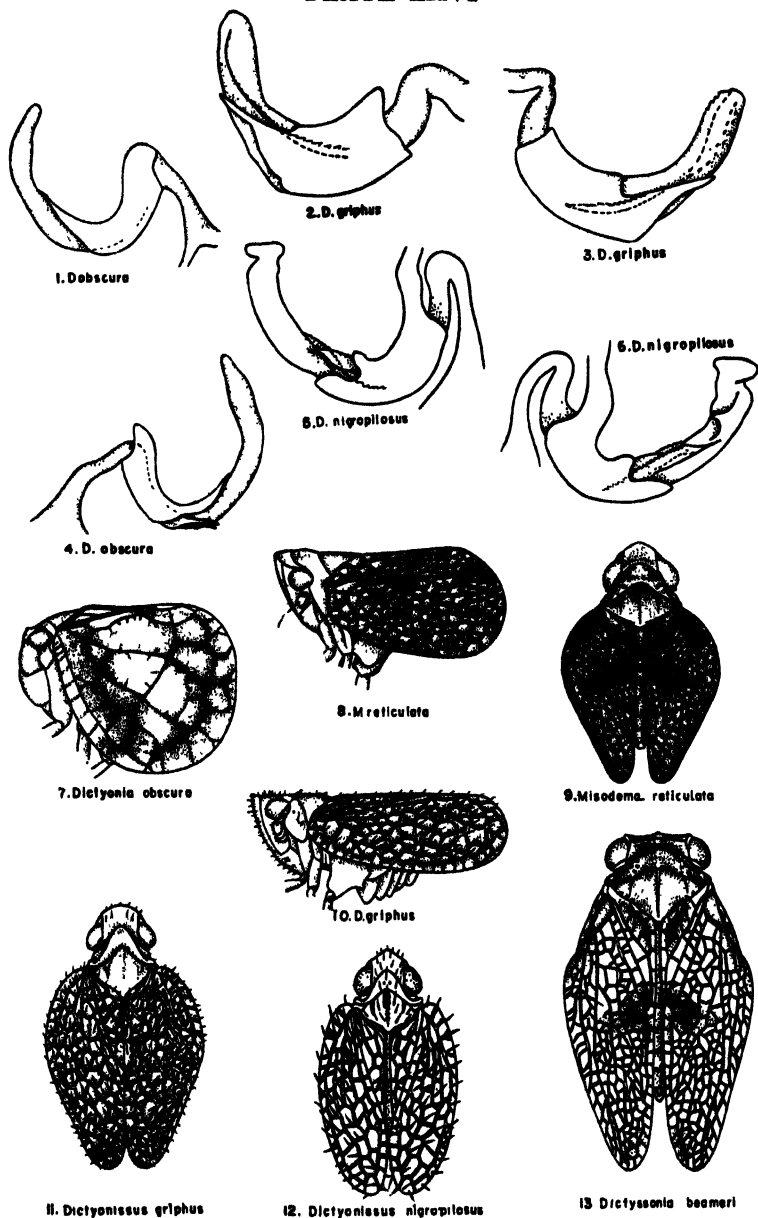 2. D. griphus
3. D. griphus
1. D obscura
5. D. nigropilosus
6. D. nigropilosus
4. D. obscura
8. M reticulata
7. Dictyonia obscura
9. Misodema reticulata
10. D. griphus
11. Dictyonissus griphus
12. Dictyonissus nigropilosus
13 Dictyssonia beameri